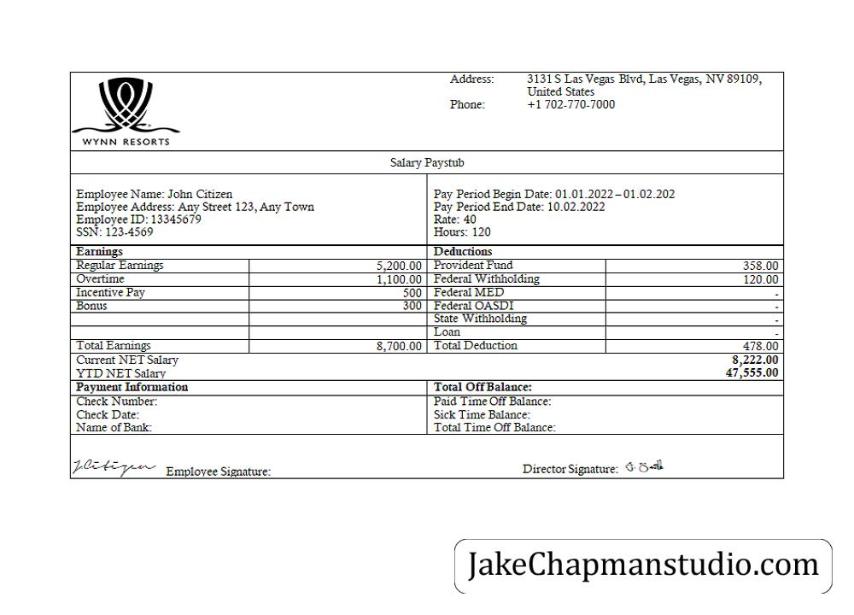 WYNN RESORTS
Address: 3131 S Las Vegas Blvd, Las Vegas, NV 89109,
United States
Phone: +1 702-770-7000
Salary Paystub
Employee Name: John Citizen
Employee Address: Any Street 123, Any Town
Employee ID: 13345679
SSN: 123-4569
Pay Period Begin Date: 01.01.2022 – 01.02.202
Pay Period End Date: 10.02.2022
Rate: 40
Hours: 120
Earnings Deductions
Regular Earnings 5,200.00 Provident Fund 358.00
Overtime 1,100.00 Federal Withholding 120.00
Incentive Pay 500 Federal MED -
Bonus 300 Federal OASDI -
State Withholding -
Loan -
Total Earnings 8,700.00 Total Deduction 478.00
Current NET Salary 8,222.00
YTD NET Salary 47,555.00
Payment Information Total Off Balance:
Check Number: Paid Time Off Balance:
Check Date: Sick Time Balance:
Name of Bank: Total Time Off Balance:
J.Citizen Employee Signature: Director Signature:
JakeChapmanstudio.com